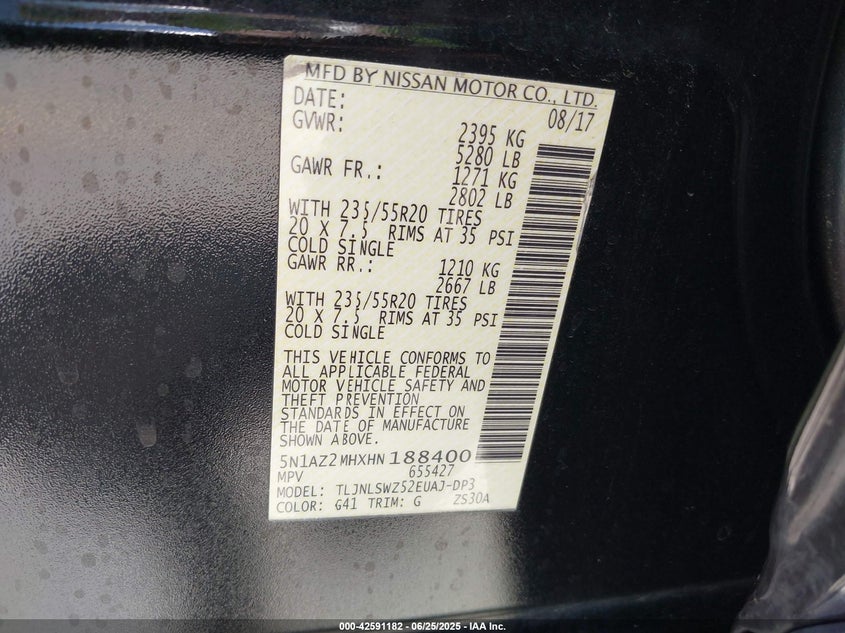 MFD BY NISSAN MOTOR CO., LTD.
DATE: 08/17
GVWR: 2395 KG
5280 LB
GAWR FR.: 1271 KG
2802 LB
WITH 235/55R20 TIRES
20 X 7.5 RIMS AT 35 PSI
COLD SINGLE
GAWR RR.: 1210 KG
2667 LB
WITH 235/55R20 TIRES
20 X 7.5 RIMS AT 35 PSI
COLD SINGLE
THIS VEHICLE CONFORMS TO
ALL APPLICABLE FEDERAL
MOTOR VEHICLE SAFETY AND
THEFT PREVENTION
STANDARDS IN EFFECT ON
THE DATE OF MANUFACTURE
SHOWN ABOVE.
5N1AZ2MHXHN188400
MPV 655427
MODEL: TLJNLSWZ52EUAJ-DP3
COLOR: G41 TRIM: G ZS30A
000-42591182 - 06/25/2025 - IAA Inc.